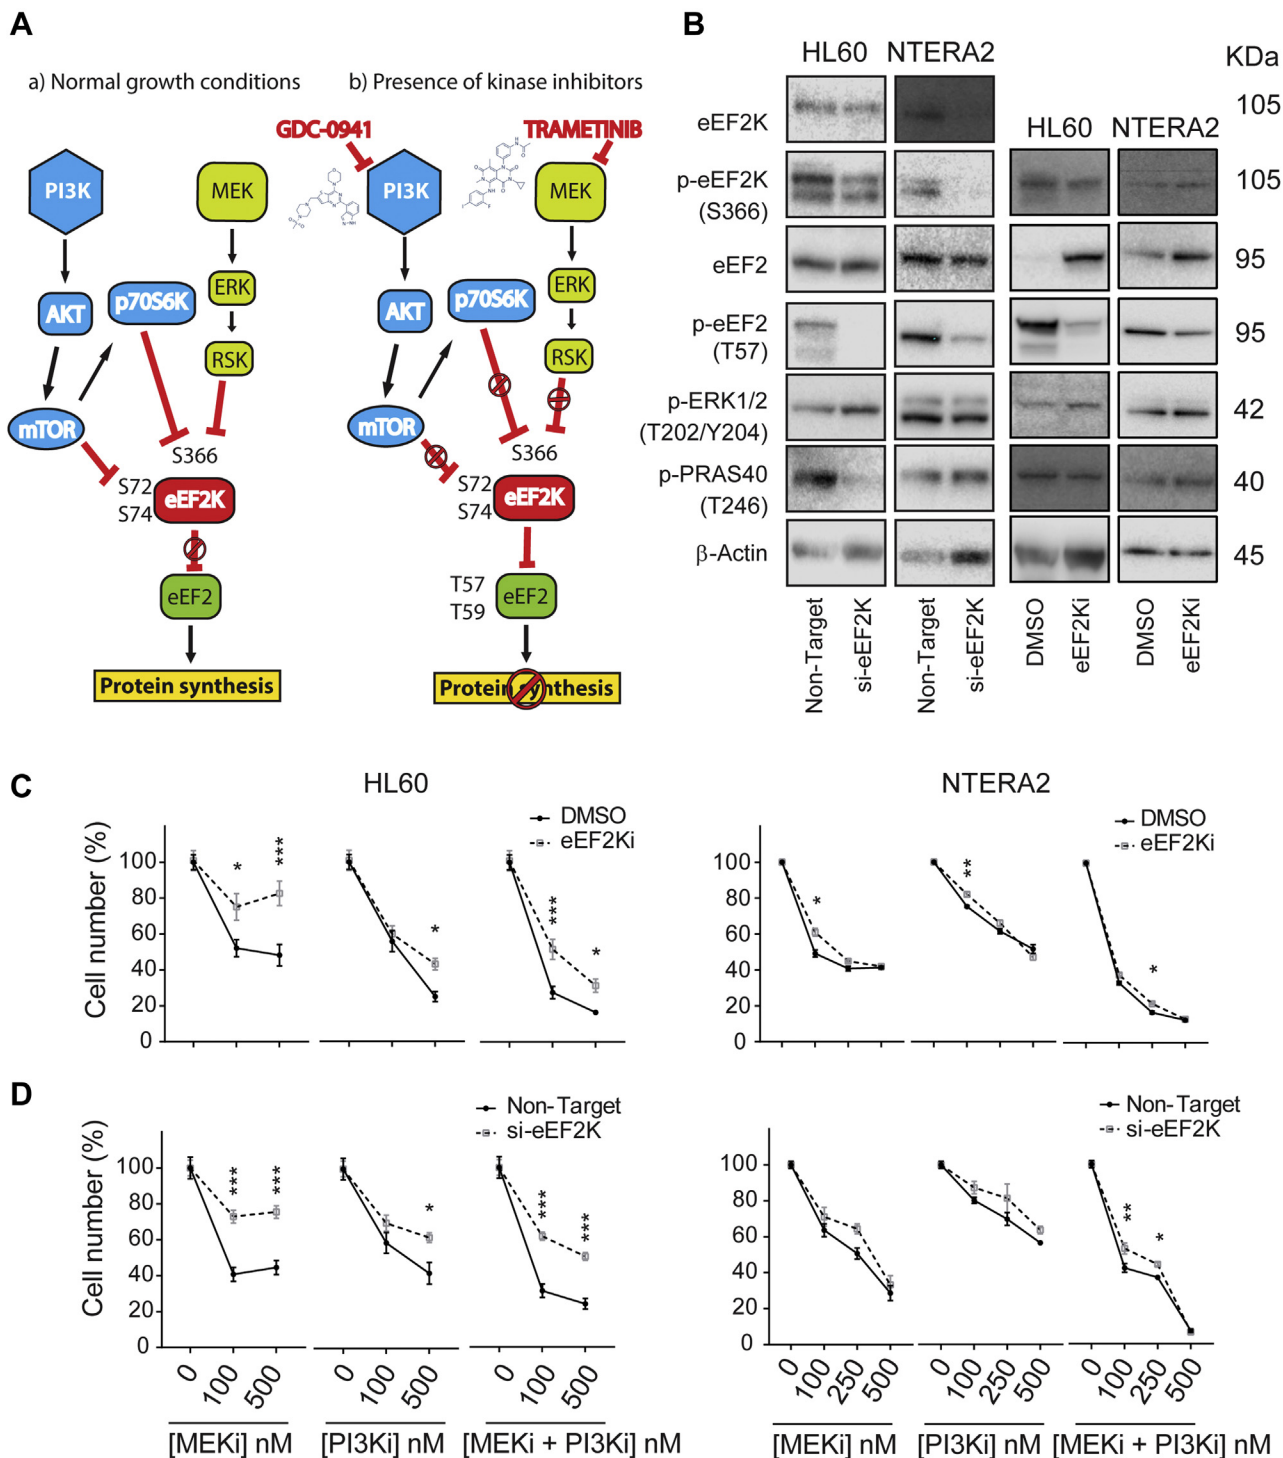 A
a) Normal growth conditions
b) Presence of kinase inhibitors
GDC-0941
TRAMETINIB
PI3K
MEK
PI3K
MEK
AKT
p70S6K
ERK
AKT
p70S6K
ERK
RSK
RSK
mTOR
mTOR
S366
S366
S72
S74
eEF2K
S72
S74
eEF2K
eEF2
T57
T59
eEF2
Protein synthesis
Protein synthesis
B
HL60 NTERA2
KDa
HL60 NTERA2
eEF2K
105
p-eEF2K
(S366)
105
eEF2
95
p-eEF2
(T57)
95
p-ERK1/2
(T202/Y204)
42
p-PRAS40
(T246)
40
β-Actin
45
Non-Target
si-eEF2K
Non-Target
si-eEF2K
DMSO
eEF2Ki
DMSO
eEF2Ki
C
HL60
NTERA2
DMSO
eEF2Ki
DMSO
eEF2Ki
Cell number (%)
100
80
60
40
20
0
*
***
*
***
*
100
80
60
40
20
0
*
**
*
D
Non-Target
si-eEF2K
Non-Target
si-eEF2K
Cell number (%)
100
80
60
40
20
0
***
***
*
***
***
100
80
60
40
20
0
**
*
0 100 500
0 100 500
0 100 500
0 100 250 500
0 100 250 500
0 100 250 500
[MEKi] nM
[PI3Ki] nM
[MEKi + PI3Ki] nM
[MEKi] nM
[PI3Ki] nM
[MEKi + PI3Ki] nM